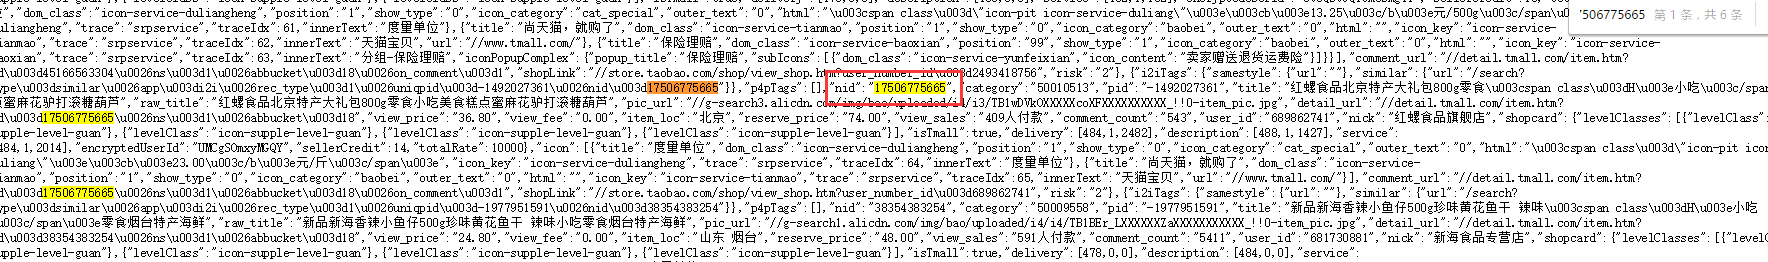 ","dom_class":"icon-service-duliangheng","position":"1","show_type":"0","icon_category":"cat_special","outer_text":"0","html":"\u003cspan class\u003d\"icon-pit icon-service-duliang\"\u003e\u003cb\u003e13.25\u003c/b\u003e元/500g\u003c/span\u
duliangheng","trace":"srpservice","traceIdx":61,"innerText":"度量单位"},{"title":"尚天猫，就购了","dom_class":"icon-service-tianmao","position":"1","show_type":"0","icon_category":"baobei","outer_text":"0","html":"","icon_key":"icon-service-
'506775665 第 1 条，共 6 条
ianmao","trace":"srpservice","traceIdx":62,"innerText":"天猫宝贝","url":"//www.tmall.com/"},{"title":"保险理赔","dom_class":"icon-service-baoxian","position":"99","show_type":"1","icon_category":"baobei","outer_text":"0","html":"","icon_key":"icon-service-
aoxian","trace":"srpservice","traceIdx":63,"innerText":"分组-保险理赔","iconPopupComplex":{"popup_title":"保险理赔","subIcons":[{"dom_class":"icon-service-yunfeixian","icon_content":"卖家赠送退货运费险"}]}}],"comment_url":"//detail.tmall.com/item.htm?
d\u003d45166563304\u0026ns\u003d1\u0026abbucket\u003d18\u0026on_comment\u003d1","shopLink":"//store.taobao.com/shop/view_shop.htm?user_number_id\u003d2493418756","risk":"2"},{"i2iTags":{"samestyle":{"url":""},"similar":{"url":"/search?
ype\u003dsimilar\u0026app\u003di2i\u0026rec_type\u003d1\u0026uniqpid\u003d-1492027361\u0026nid\u003d17506775665"}},"p4pTags":[],"nid":"17506775665","category":"50010513","pid":"-1492027361","title":"红螺食品北京特产大礼包800g零食\u003cspan class\u003dH\u003e小吃\u003c/span
点蜜麻花驴打滚糖葫芦","raw_title":"红螺食品北京特产大礼包800g零食小吃美食糕点蜜麻花驴打滚糖葫芦","pic_url":"//g-search3.alicdn.com/img/bao/uploaded/i4/i3/TB1wDVkOXXXXXcoXFXXXXXXXXXX_!!0-item_pic.jpg","detail_url":"//detail.tmall.com/item.htm?
d\u003d17506775665\u0026ns\u003d1\u0026abbucket\u003d18","view_price":"36.80","view_fee":"0.00","item_loc":"北京","reserve_price":"74.00","view_sales":"409人付款","comment_count":"543","user_id":"689862741","nick":"红螺食品旗舰店","shopcard":{"levelClasses":[{"levelClass":
"icon-supple-level-guan"},{"levelClass":"icon-supple-level-guan"},{"levelClass":"icon-supple-level-guan"},{"levelClass":"icon-supple-level-guan"}],"isTmall":true,"delivery":[484,1,2482],"description":[488,1,1427],"service":
484,1,2014],"encryptedUserId":"UMCgSOmxyMGQY","sellerCredit":14,"totalRate":10000},"icon":[{"title":"度量单位","dom_class":"icon-service-duliangheng","position":"1","show_type":"0","icon_category":"cat_special","outer_text":"0","html":"\u003cspan class\u003d\"icon-pit icon-
duliang\"\u003e\u003cb\u003e23.00\u003c/b\u003e元/斤\u003c/span\u003e","icon_key":"icon-service-duliangheng","trace":"srpservice","traceIdx":64,"innerText":"度量单位"},{"title":"尚天猫，就购了","dom_class":"icon-service-
tianmao","position":"1","show_type":"0","icon_category":"baobei","outer_text":"0","html":"","icon_key":"icon-service-tianmao","trace":"srpservice","traceIdx":65,"innerText":"天猫宝贝","url":"//www.tmall.com/"}],"comment_url":"//detail.tmall.com/item.htm?
d\u003d17506775665\u0026ns\u003d1\u0026abbucket\u003d18\u0026on_comment\u003d1","shopLink":"//store.taobao.com/shop/view_shop.htm?user_number_id\u003d689862741","risk":"2"},{"i2iTags":{"samestyle":{"url":""},"similar":{"url":"/search?
ype\u003dsimilar\u0026app\u003di2i\u0026rec_type\u003d1\u0026uniqpid\u003d-1977951591\u0026nid\u003d38354383254"}},"p4pTags":[],"nid":"38354383254","category":"50009558","pid":"-1977951591","title":"新品新海香辣小鱼仔500g珍味黄花鱼干 辣味\u003cspan class\u003dH\u003e小吃
\u003c/span\u003e零食烟台特产海鲜","raw_title":"新品新海香辣小鱼仔500g珍味黄花鱼干 辣味小吃零食烟台特产海鲜","pic_url":"//g-search1.alicdn.com/img/bao/uploaded/i4/i4/TB1BEr_LXXXXXXZaXXXXXXXXXXX_!!0-item_pic.jpg","detail_url":"//detail.tmall.com/item.htm?
d\u003d38354383254\u0026ns\u003d1\u0026abbucket\u003d18","view_price":"24.80","view_fee":"0.00","item_loc":"山东 烟台","reserve_price":"48.00","view_sales":"591人付款","comment_count":"5411","user_id":"681730881","nick":"新海食品专营店","shopcard":{"levelClasses":[{"levelCl
"icon-supple-level-guan"},{"levelClass":"icon-supple-level-guan"},{"levelClass":"icon-supple-level-guan"}],"isTmall":true,"delivery":[478,0,0],"description":[484,0,0],"service":